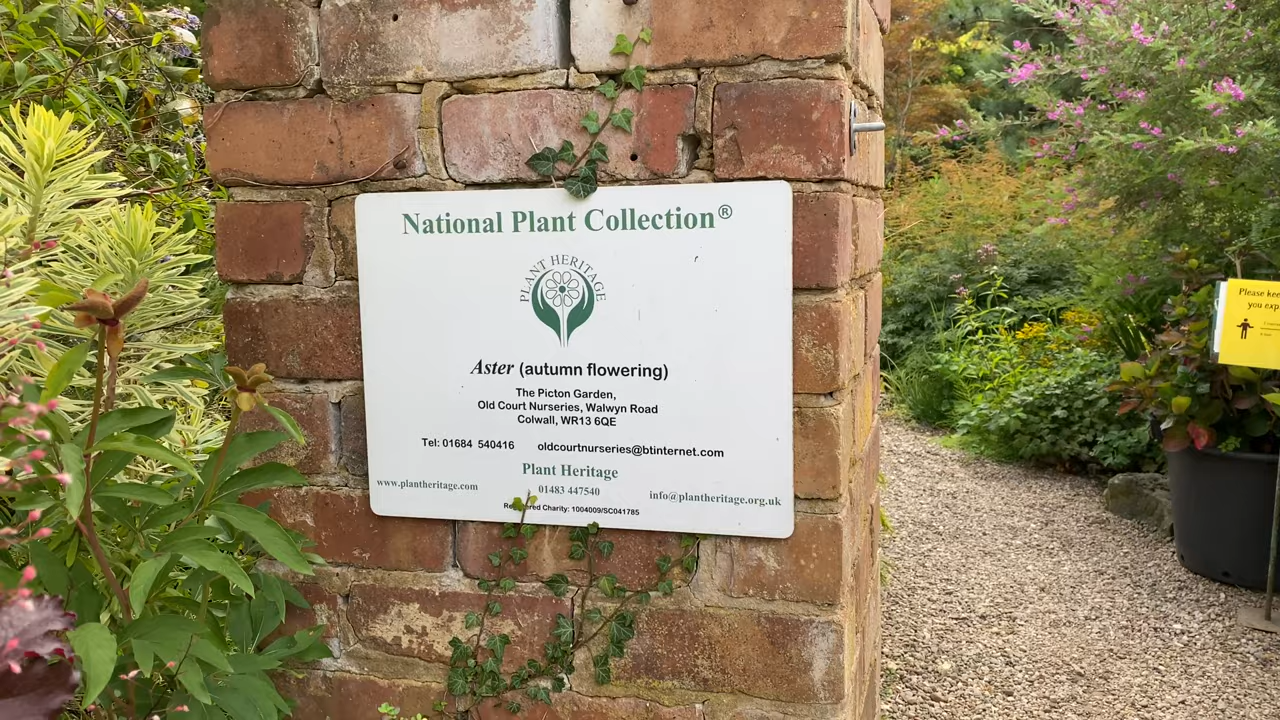 National Plant Collection®
PLANT HERITAGE
Aster (autumn flowering)
The Picton Garden,
Old Court Nurseries, Walwyn Road
Colwall, WR13 6QE
Tel: 01684 540416 oldcourtnurseries@btinternet.com
Plant Heritage
www.plantheritage.com 01483 447540 info@plantheritage.org.uk
Registered Charity: 1004009/SC041785
Please kee
you exp